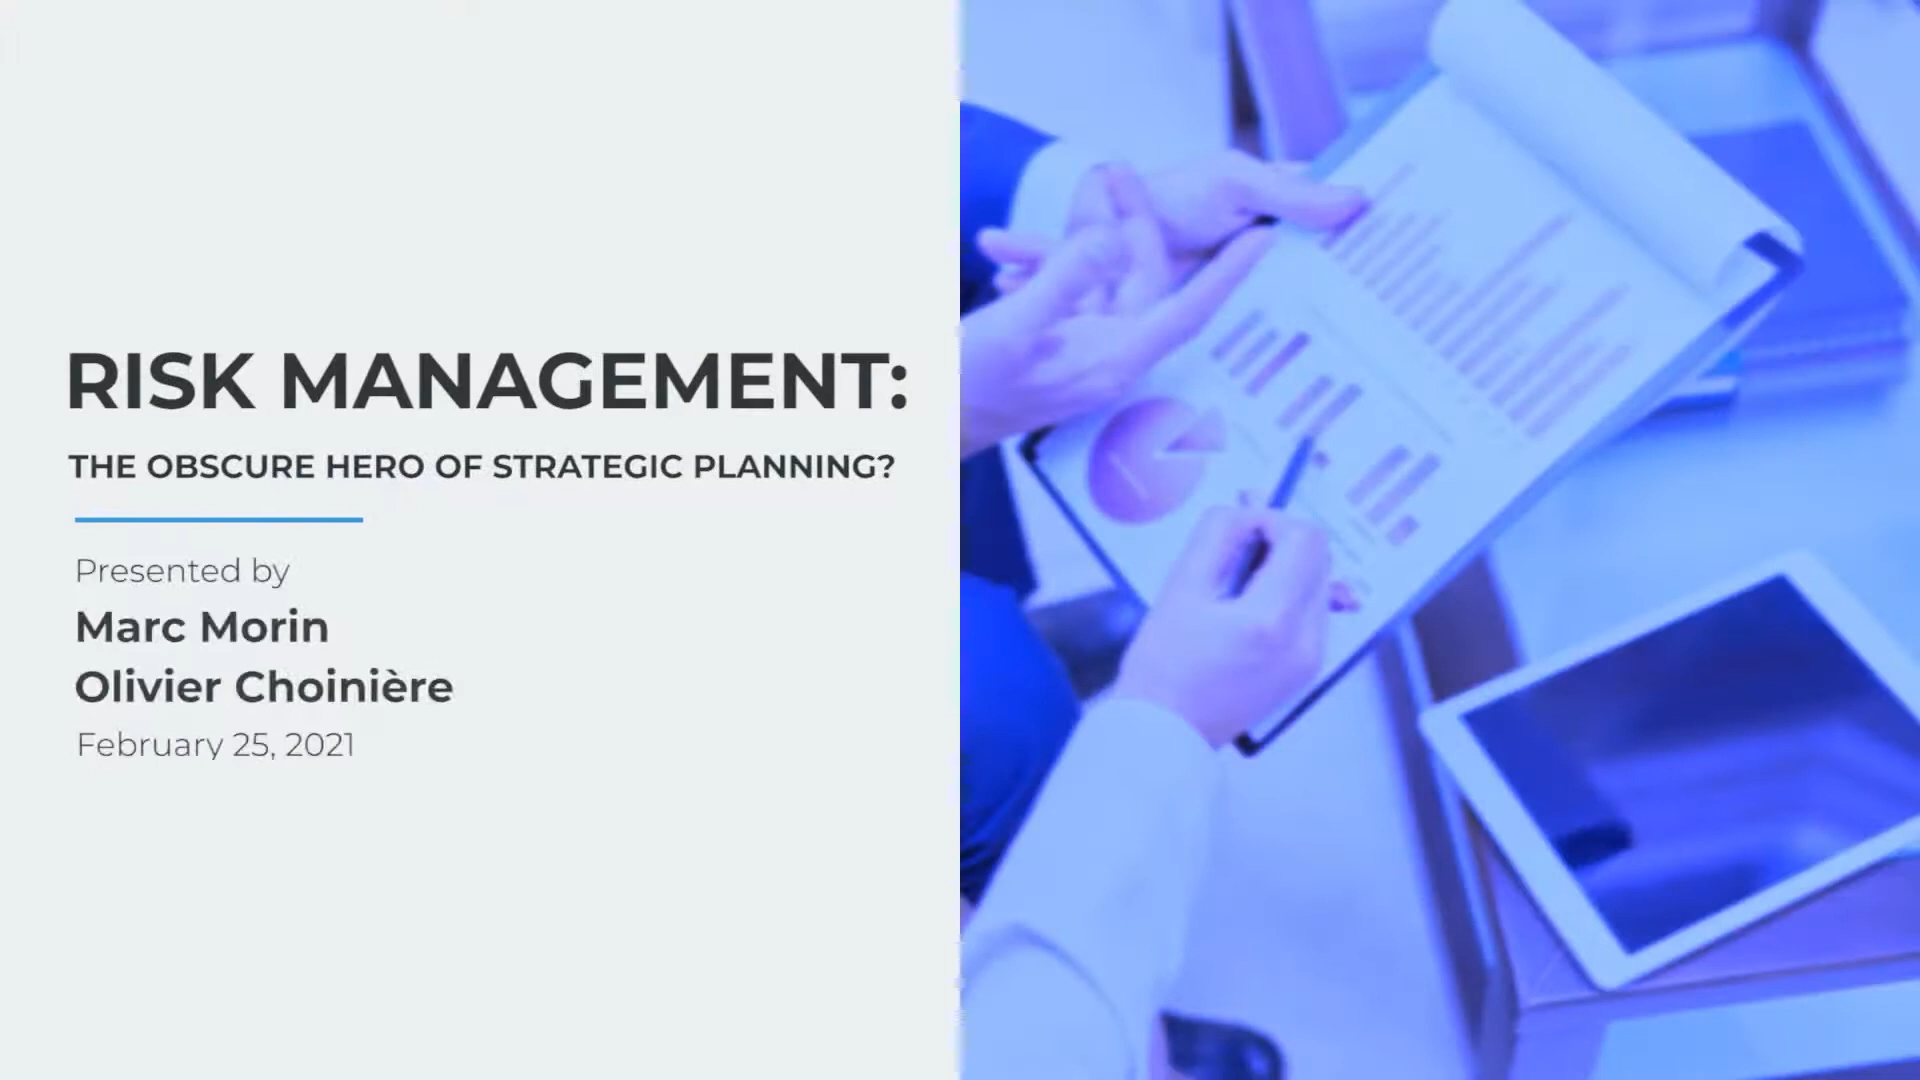 RISK MANAGEMENT:
THE OBSCURE HERO OF STRATEGIC PLANNING?
Presented by
Marc Morin
Olivier Choinière
February 25, 2021